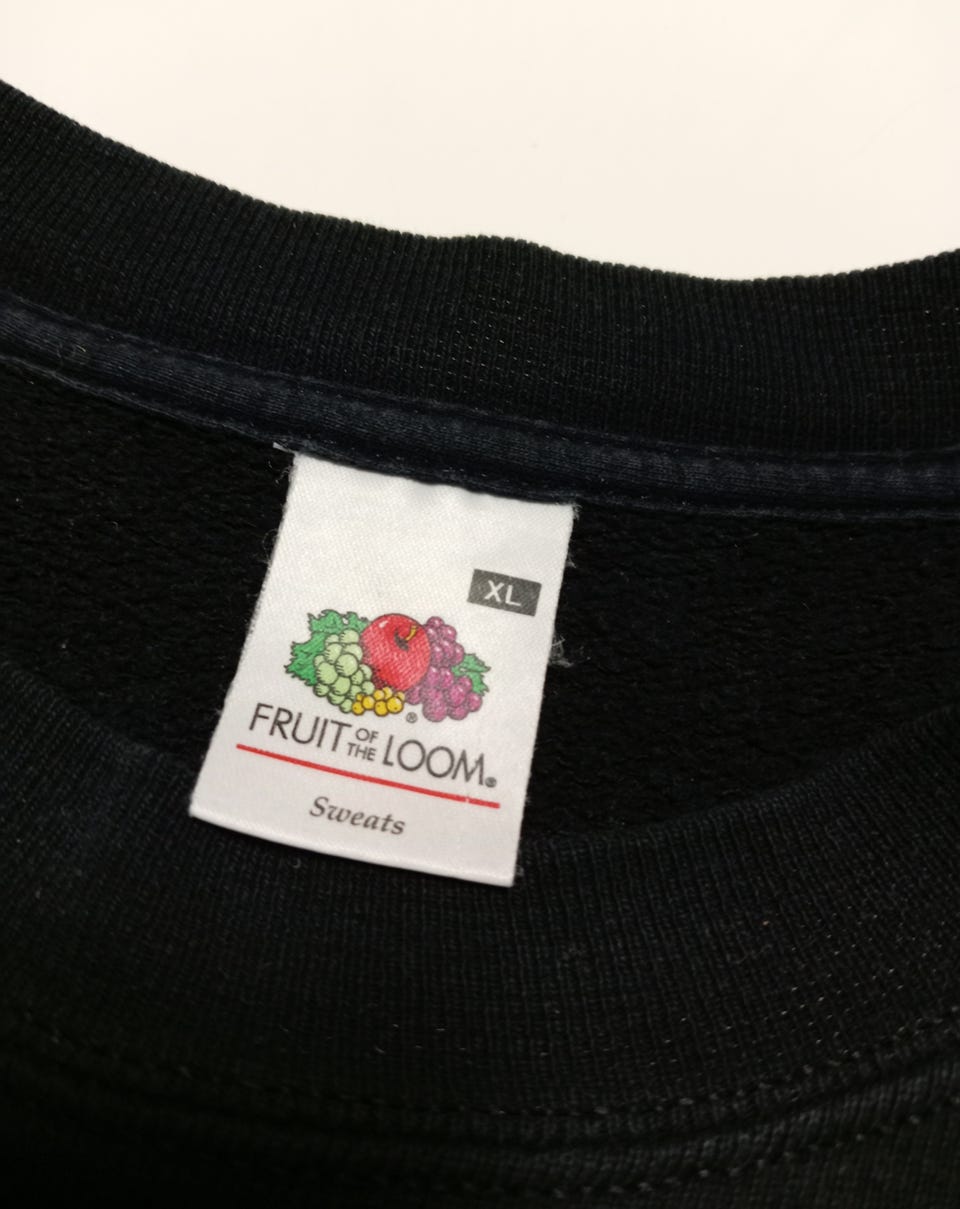 XL
®
FRUIT OF THE LOOM®
Sweats